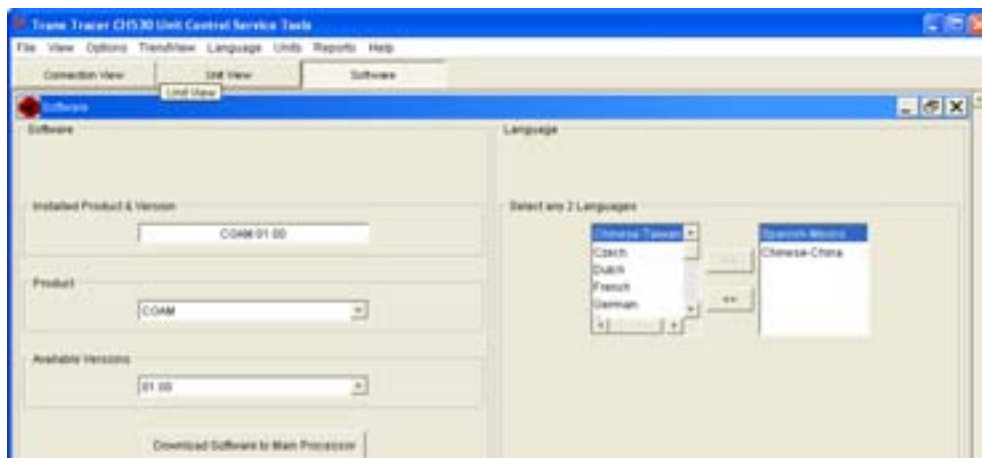 Trane Tracer CH530 Unit Control Service Tools
File View Options TrendView Language Units Reports Help
Connection View Unit View Software
Unit View
Software
Software
Language
Installed Product & Version
COAM 01.00
Select any 2 Languages
Chinese-Taiwan
Czech
Dutch
French
German
Spanish-Mexico
Chinese-China
<<
Product
COAM
Available Versions
01.00
Download Software to Main Processor